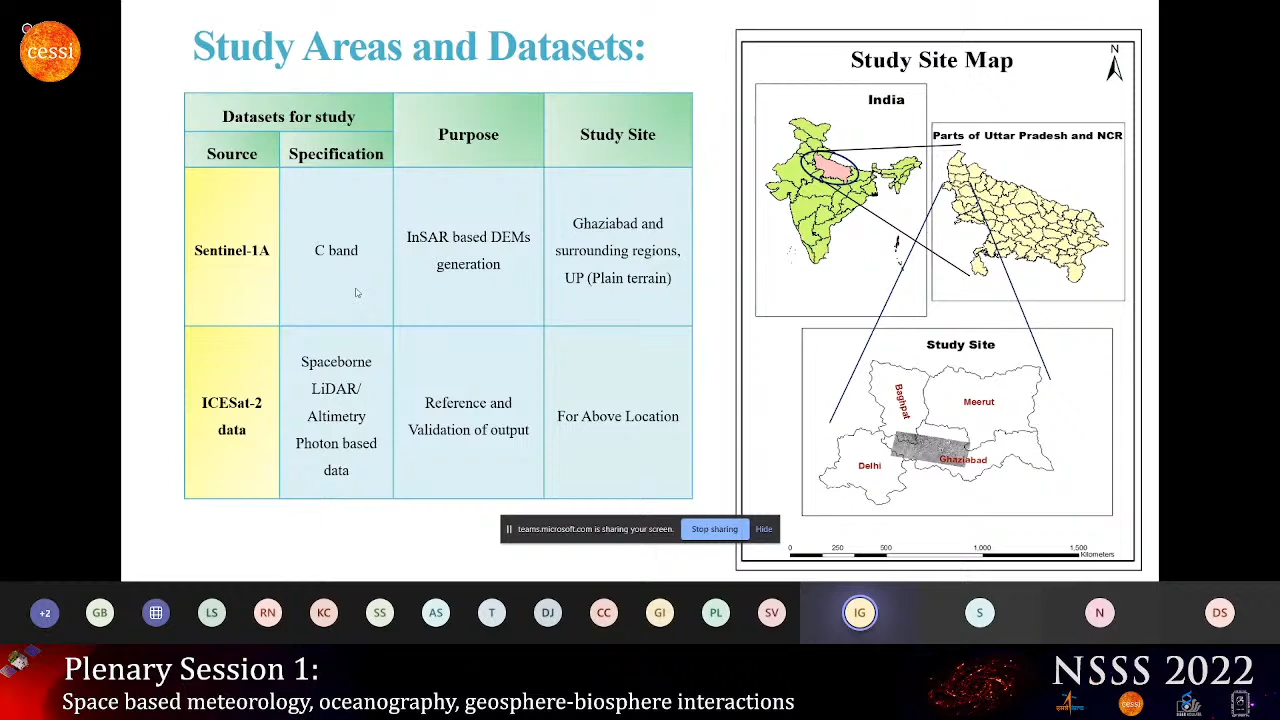 cessi
Study Areas and Datasets:
Datasets for study
Purpose
Study Site
Source
Specification
Sentinel-1A
C band
InSAR based DEMs
generation
Ghaziabad and
surrounding regions,
UP (Plain terrain)
ICESat-2
data
Spaceborne
LiDAR/
Altimetry
Photon based
data
Reference and
Validation of output
For Above Location
Study Site Map
N
India
Parts of Uttar Pradesh and NCR
Study Site
Baghpat
Meerut
Delhi
Ghaziabad
0 250 500 1,000 1,500
Kilometers
teams.microsoft.com is sharing your screen. Stop sharing Hide
+2 GB LS RN KC SS AS T DJ CC GI PL SV IG S N DS
Plenary Session 1:
Space based meteorology, oceanography, geosphere-biosphere interactions
NSSS 2022
cessi